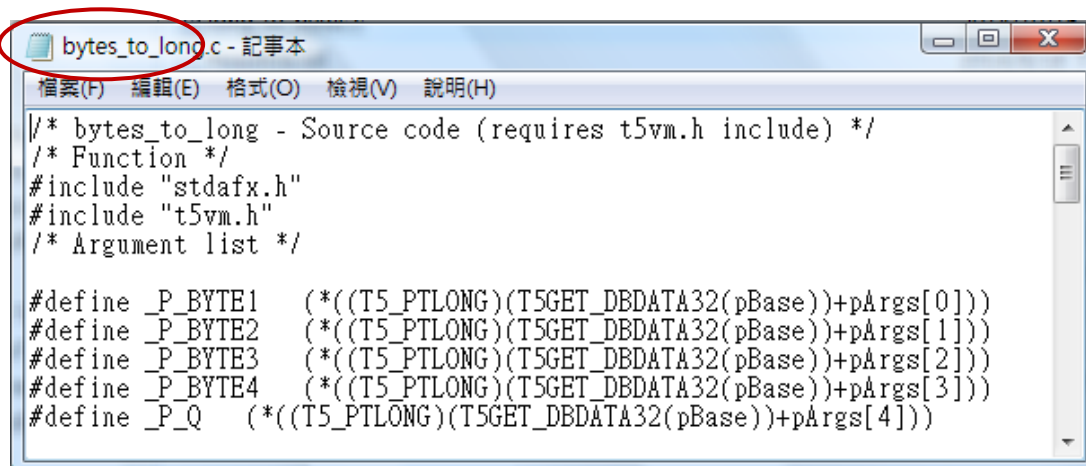 bytes_to_long.c - 記事本
檔案(F) 編輯(E) 格式(O) 檢視(V) 說明(H)
/* bytes_to_long - Source code (requires t5vm.h include) */
/* Function */
#include "stdafx.h"
#include "t5vm.h"
/* Argument list */
#define _P_BYTE1 (*((T5_PTLONG)(T5GET_DBDATA32(pBase))+pArgs[0]))
#define _P_BYTE2 (*((T5_PTLONG)(T5GET_DBDATA32(pBase))+pArgs[1]))
#define _P_BYTE3 (*((T5_PTLONG)(T5GET_DBDATA32(pBase))+pArgs[2]))
#define _P_BYTE4 (*((T5_PTLONG)(T5GET_DBDATA32(pBase))+pArgs[3]))
#define _P_Q (*((T5_PTLONG)(T5GET_DBDATA32(pBase))+pArgs[4]))